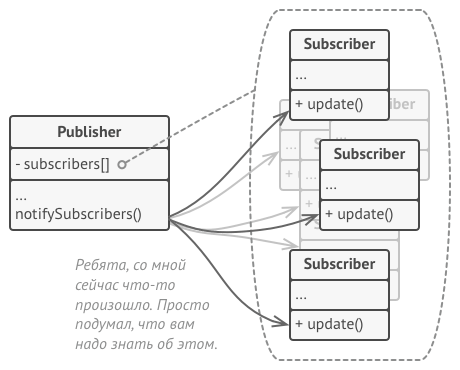 Publisher
- subscribers[]
...
notifySubscribers()
Subscriber
...
+ update()
Subscriber
...
+ update()
Subscriber
...
+ update()
Ребята, со мной
сейчас что-то
произошло. Просто
подумал, что вам
надо знать об этом.